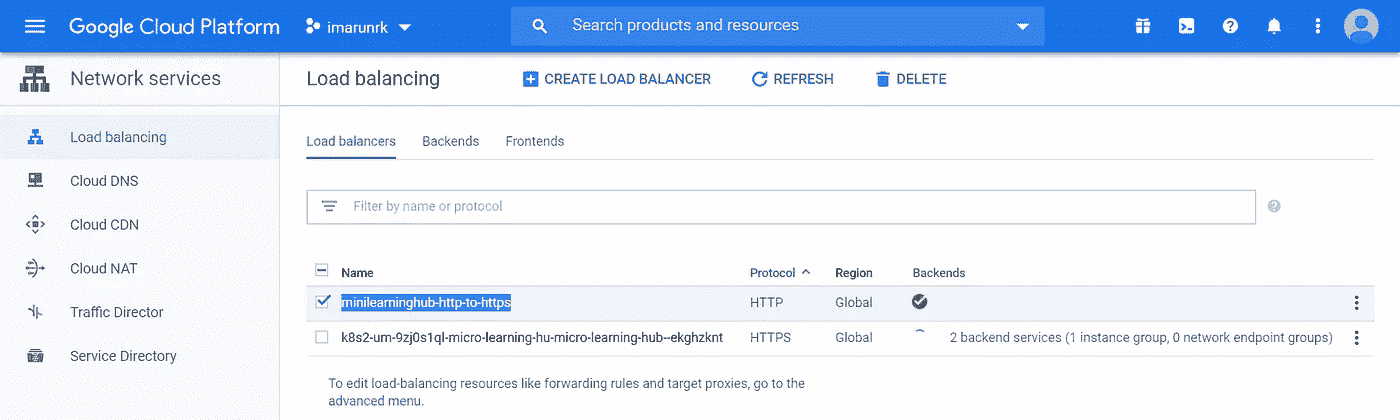 Google Cloud Platform
imarunrk
Search products and resources
Network services
Load balancing
CREATE LOAD BALANCER
REFRESH
DELETE
Load balancing
Cloud DNS
Cloud CDN
Cloud NAT
Traffic Director
Service Directory
Load balancers Backends Frontends
Filter by name or protocol
Name Protocol Region Backends
minilearninghub-http-to-https HTTP Global
k8s2-um-9zj0s1ql-micro-learning-hu-micro-learning-hub--ekghzknt HTTPS Global 2 backend services (1 instance group, 0 network endpoint groups)
To edit load-balancing resources like forwarding rules and target proxies, go to the
advanced menu.